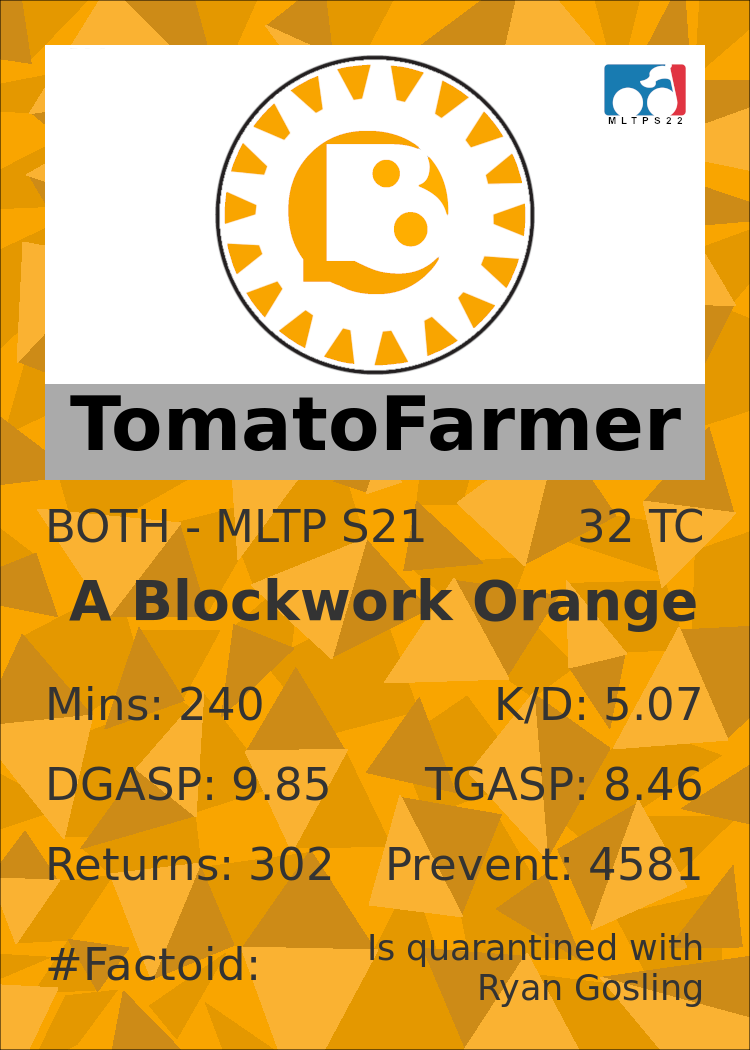 B
MLTPS22
TomatoFarmer
BOTH - MLTP S21 32 TC
A Blockwork Orange
Mins: 240 K/D: 5.07
DGASP: 9.85 TGASP: 8.46
Returns: 302 Prevent: 4581
#Factoid: Is quarantined with
Ryan Gosling